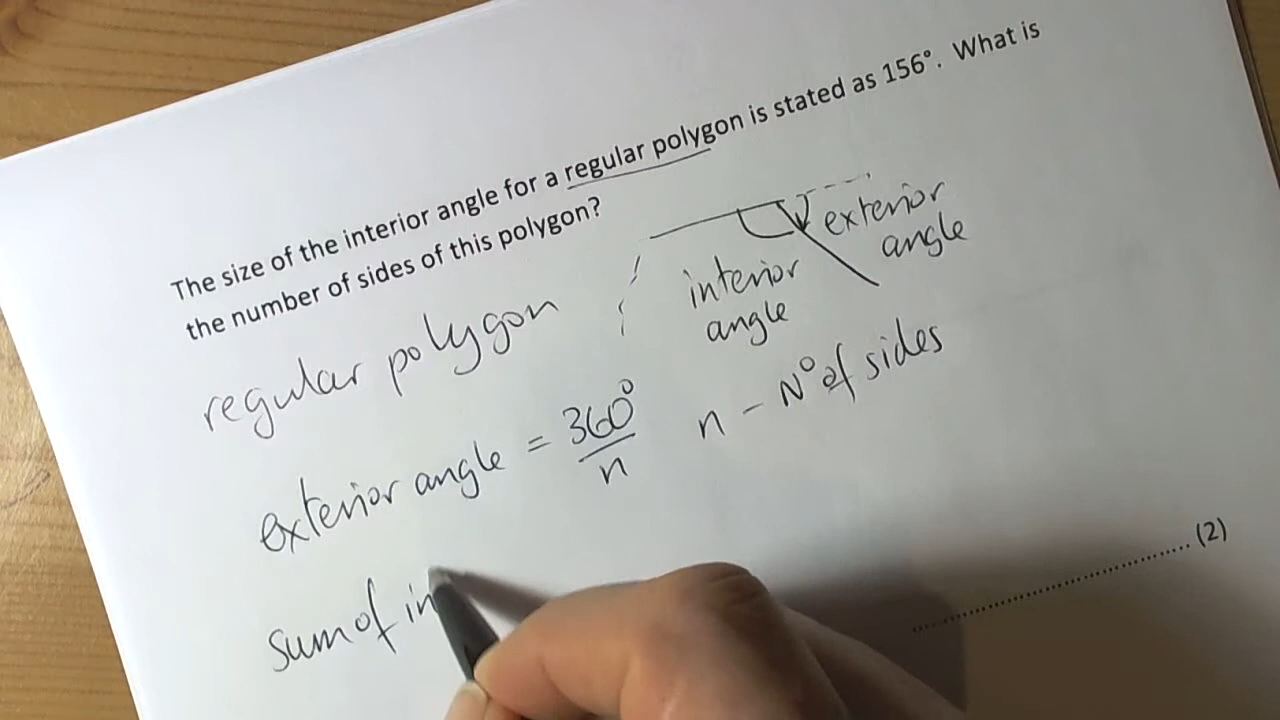 The size of the interior angle for a regular polygon is stated as 156°. What is
the number of sides of this polygon?
exterior
angle
interior
angle
regular polygon
exterior angle = 360°/n
n – N° of sides
(2)
sum of in